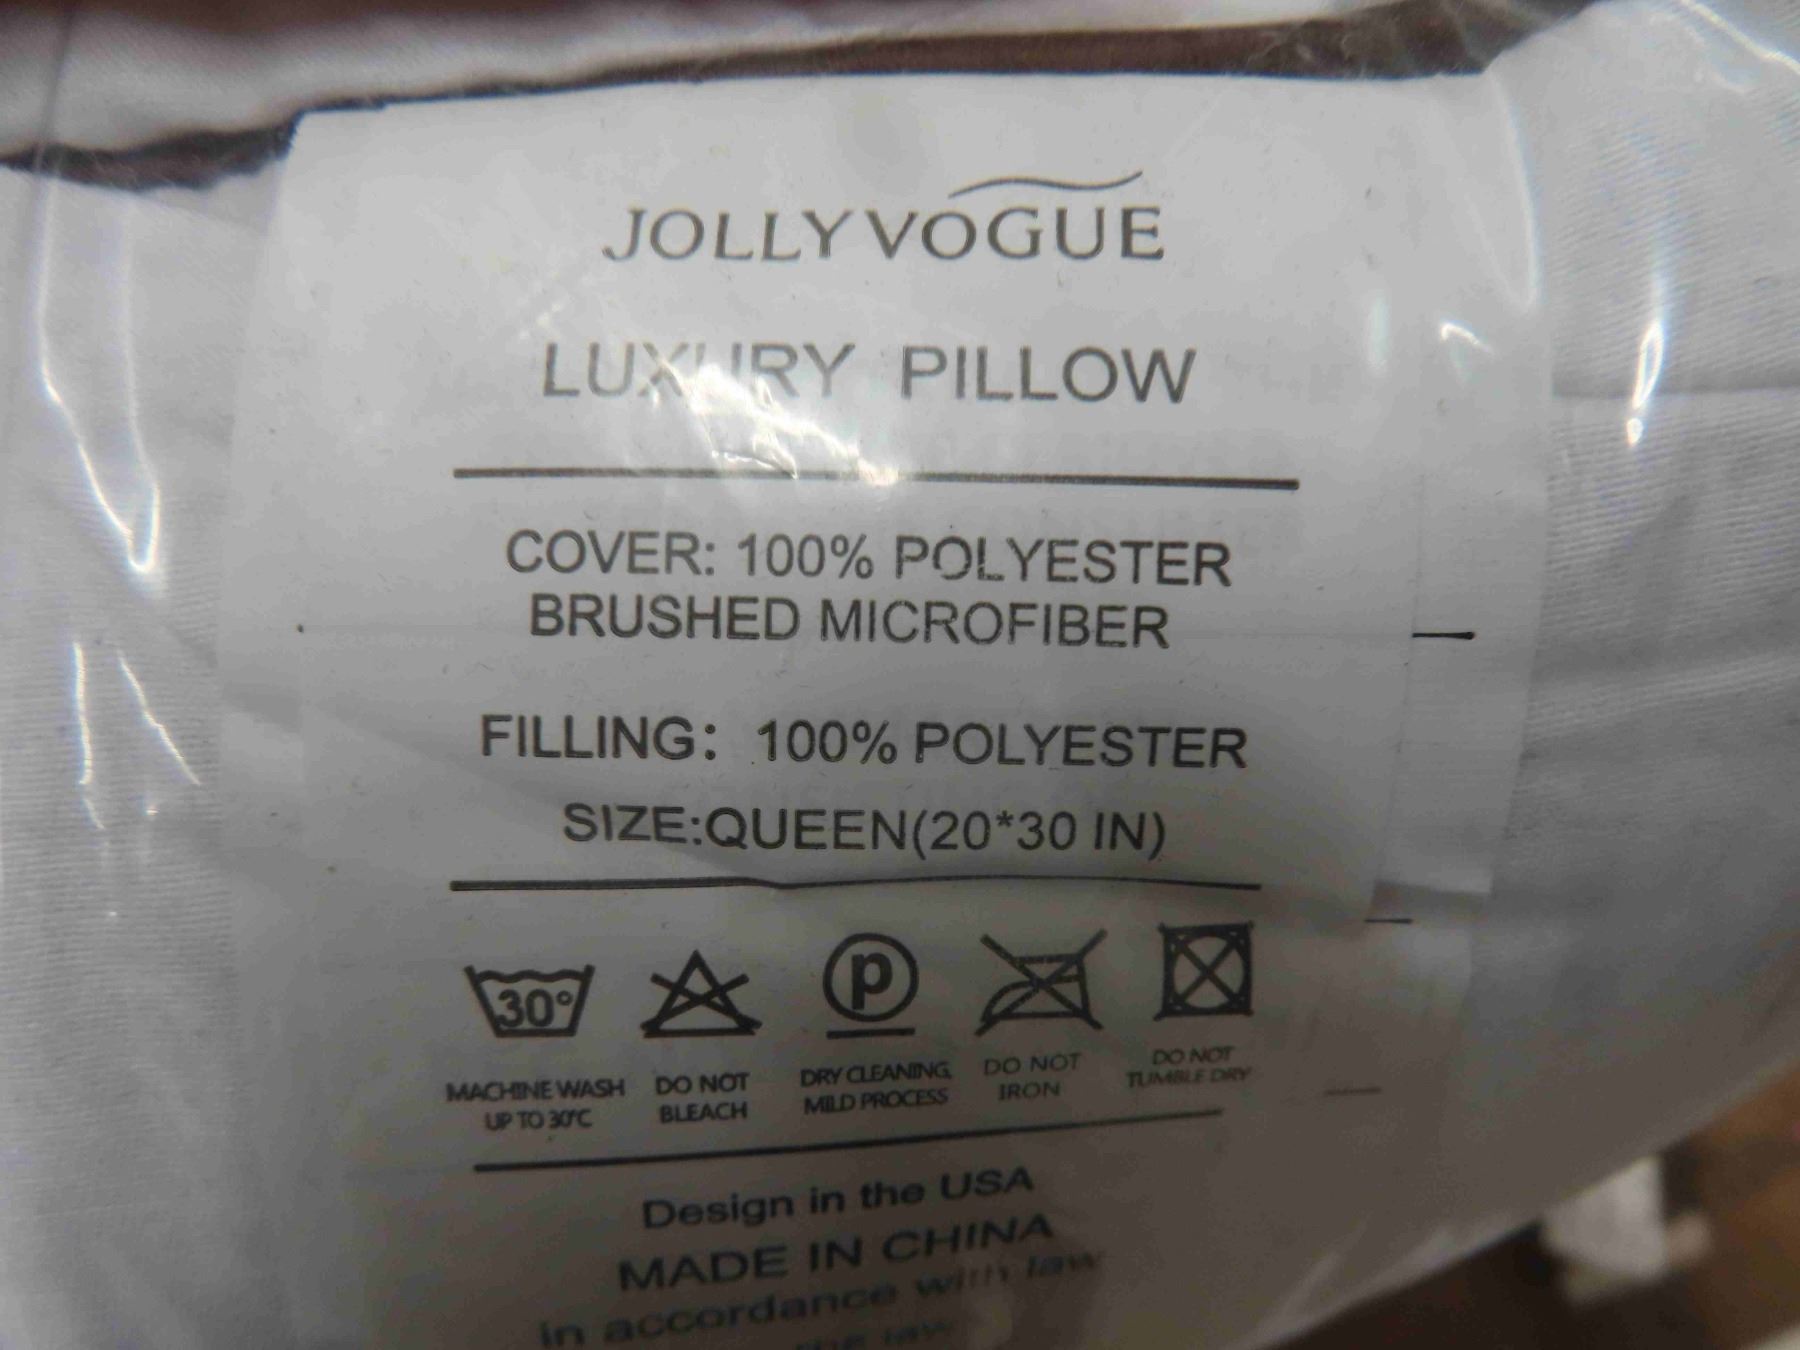 JOLLYVOGUE
LUXURY PILLOW
COVER: 100% POLYESTER
BRUSHED MICROFIBER
FILLING: 100% POLYESTER
SIZE:QUEEN(20*30 IN)
30° p
MACHINE WASH UP TO 30°C
DO NOT BLEACH
DRY CLEANING, MILD PROCESS
DO NOT IRON
DO NOT TUMBLE DRY
Design in the USA
MADE IN CHINA
in accordance with law
the law